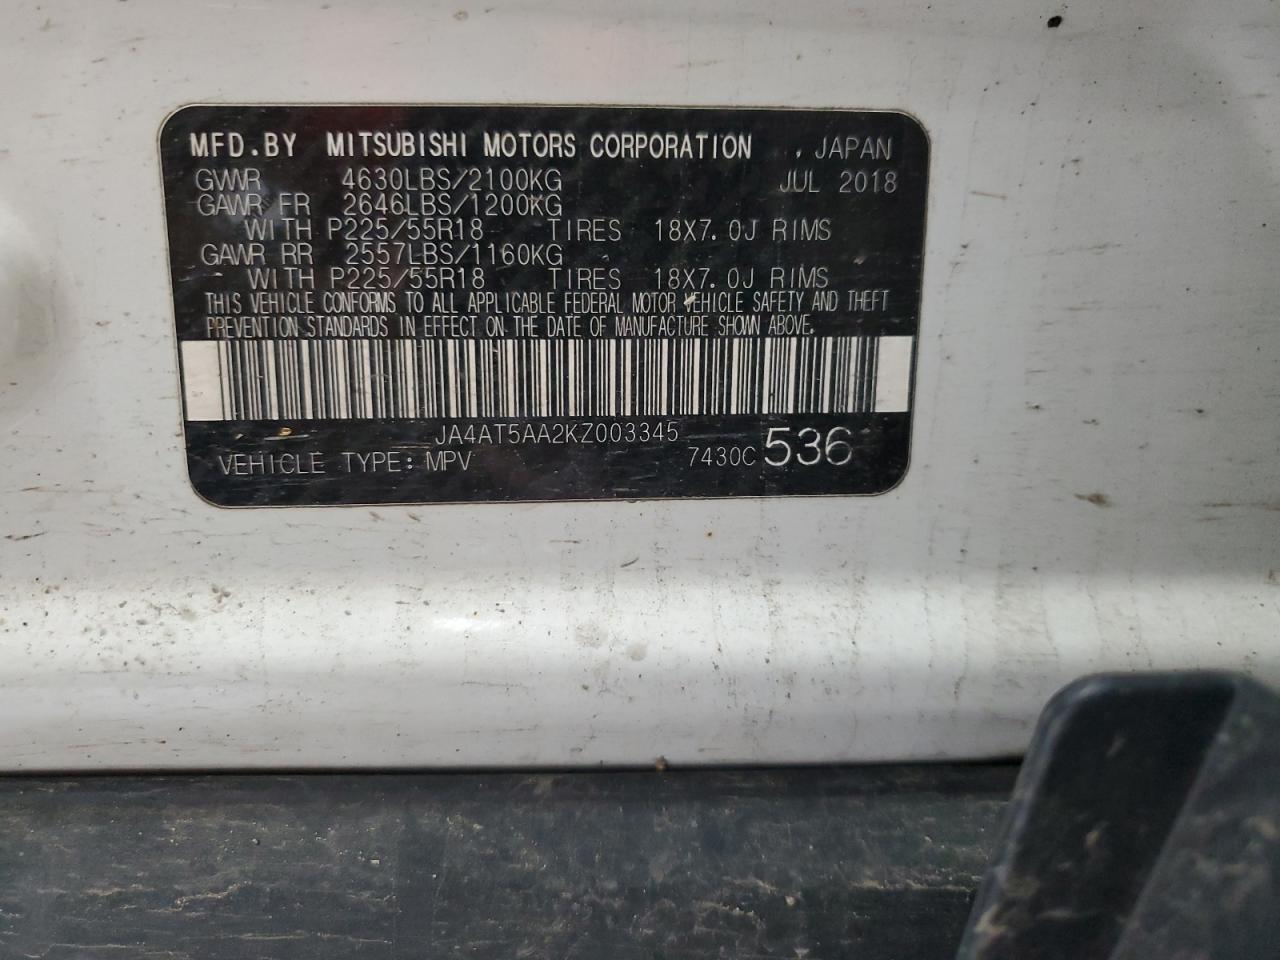 MFD.BY MITSUBISHI MOTORS CORPORATION , JAPAN
GVWR 4630LBS/2100KG JUL 2018
GAWR FR 2646LBS/1200KG
WITH P225/55R18 TIRES 18X7.0J RIMS
GAWR RR 2557LBS/1160KG
WITH P225/55R18 TIRES 18X7.0J RIMS
THIS VEHICLE CONFORMS TO ALL APPLICABLE FEDERAL MOTOR VEHICLE SAFETY AND THEFT
PREVENTION STANDARDS IN EFFECT ON THE DATE OF MANUFACTURE SHOWN ABOVE.
JA4AT5AA2KZ003345
VEHICLE TYPE: MPV 7430C 536